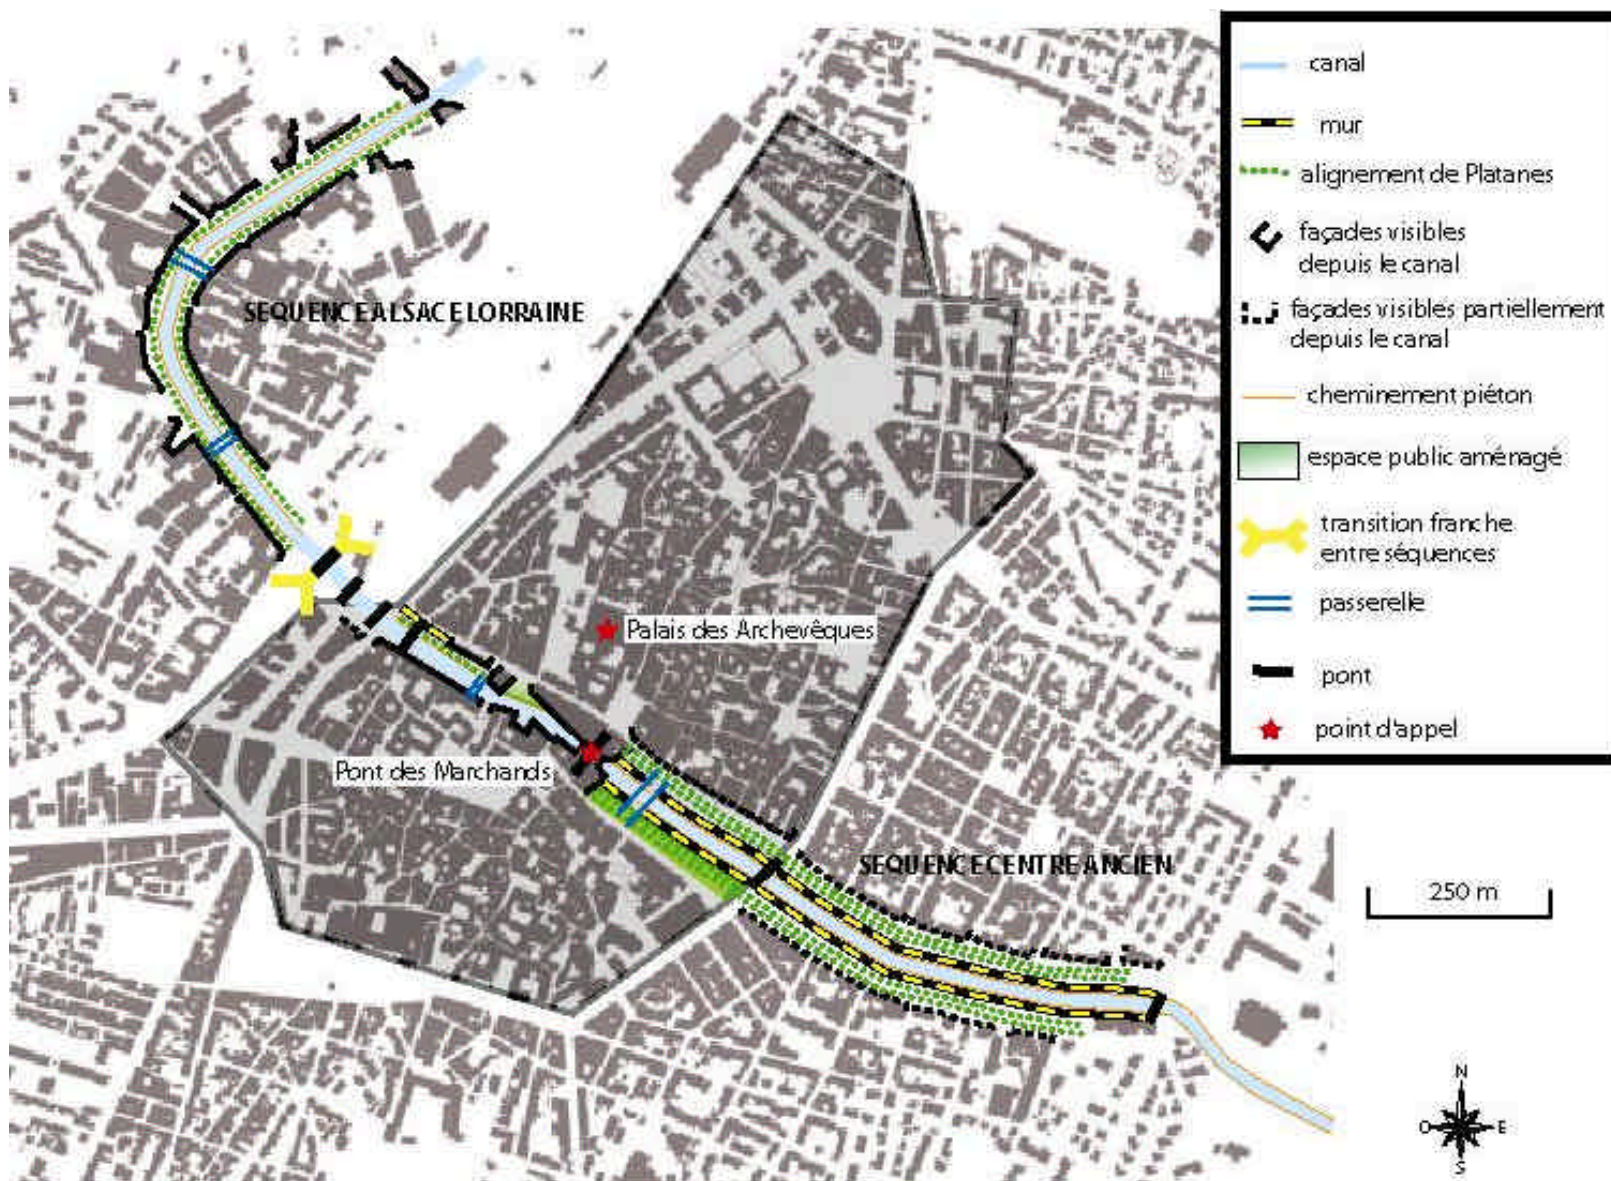 canal
mur
alignement de Platanes
façades visibles
depuis le canal
façades visibles partiellement
depuis le canal
cheminement piéton
espace public aménagé
transition franche
entre séquences
passerelle
pont
point d'appel
SEQUENCE ALSACE LORRAINE
Palais des Archevêques
Pont des Marchands
SEQUENCE CENTRE ANCIEN
250 m
N
O
E
S